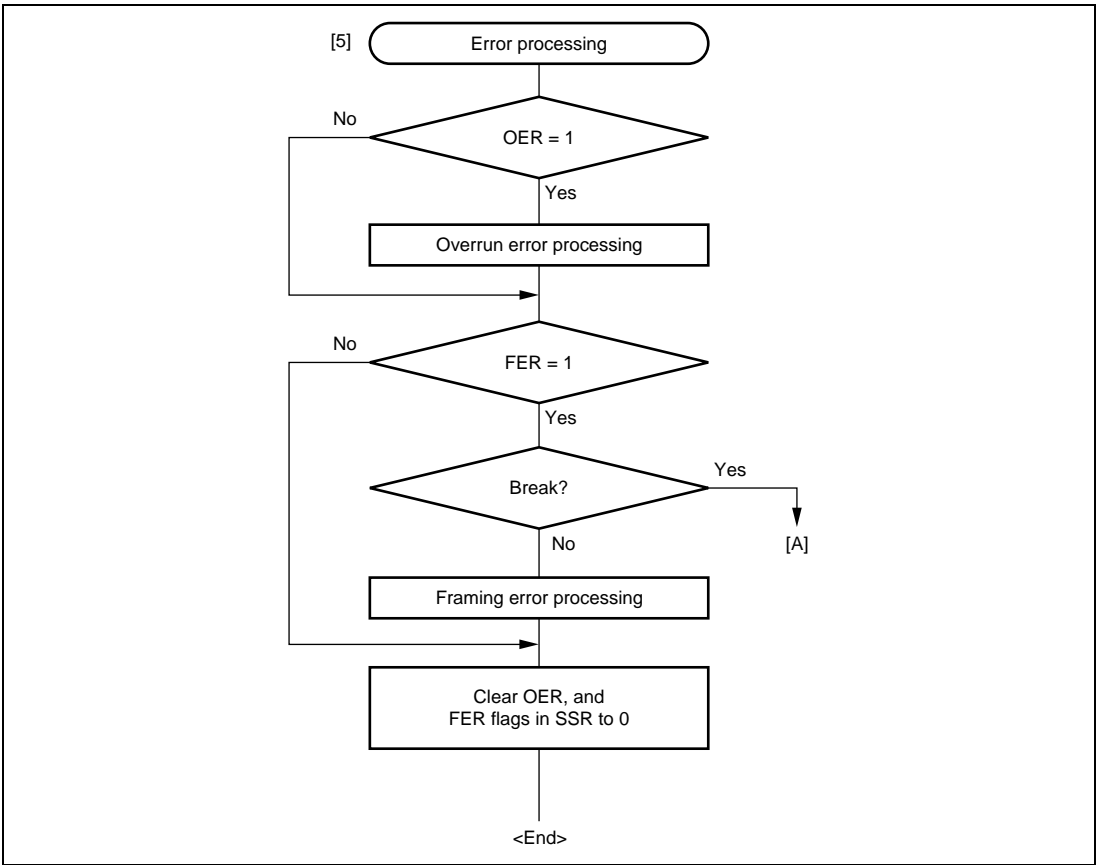 [5]
Error processing
No
OER = 1
Yes
Overrun error processing
No
FER = 1
Yes
Break?
Yes
No
[A]
Framing error processing
Clear OER, and
FER flags in SSR to 0
<End>